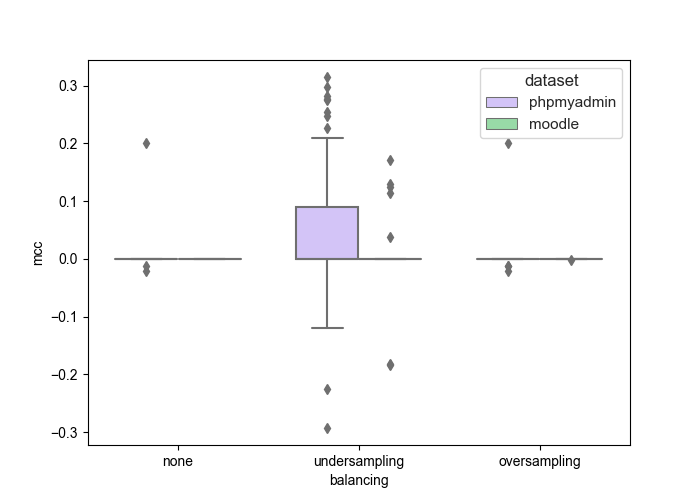 dataset
phpmyadmin
moodle
mcc
0.3
0.2
0.1
0.0
−0.1
−0.2
−0.3
none
undersampling
oversampling
balancing